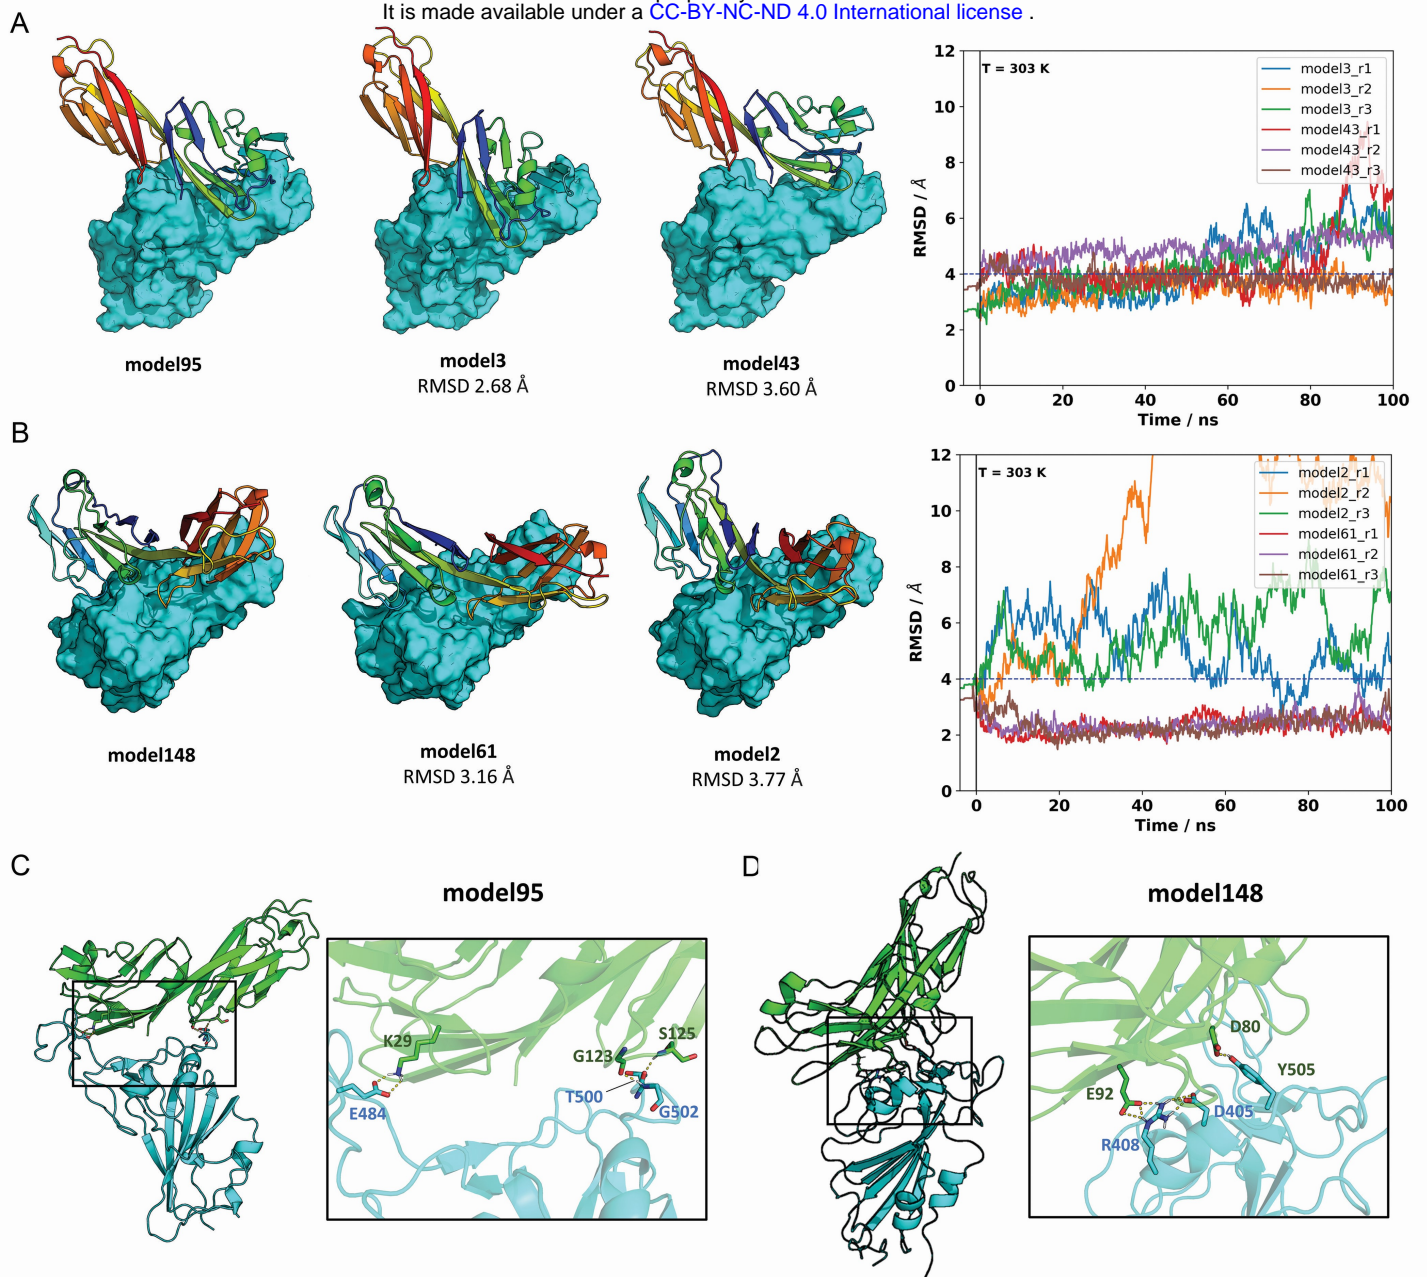 It is made available under a CC-BY-NC-ND 4.0 International license .
A
model95
model3
RMSD 2.68 Å
model43
RMSD 3.60 Å
T = 303 K
model3_r1
model3_r2
model3_r3
model43_r1
model43_r2
model43_r3
RMSD / Å
12
10
8
6
4
2
0
0 20 40 60 80 100
Time / ns
B
model148
model61
RMSD 3.16 Å
model2
RMSD 3.77 Å
T = 303 K
model2_r1
model2_r2
model2_r3
model61_r1
model61_r2
model61_r3
RMSD / Å
12
10
8
6
4
2
0
0 20 40 60 80 100
Time / ns
C
model95
K29
E484
G123
S125
T500
G502
D
model148
D80
Y505
E92
D405
R408